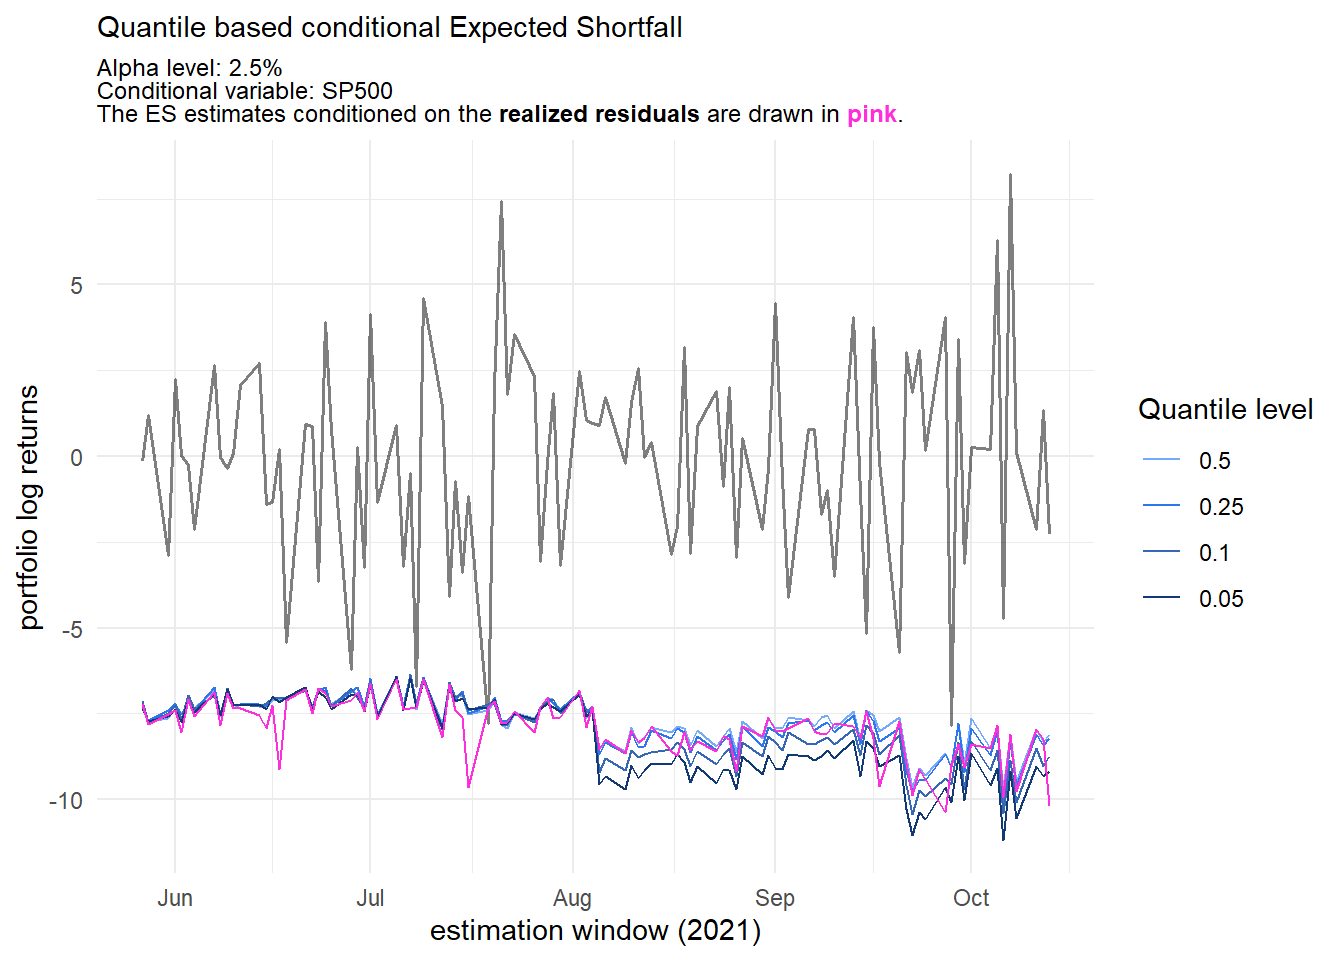 Quantile based conditional Expected Shortfall
Alpha level: 2.5%
Conditional variable: SP500
The ES estimates conditioned on the realized residuals are drawn in pink.
portfolio log returns
5
0
-5
-10
Jun
Jul
Aug
Sep
Oct
estimation window (2021)
Quantile level
0.5
0.25
0.1
0.05